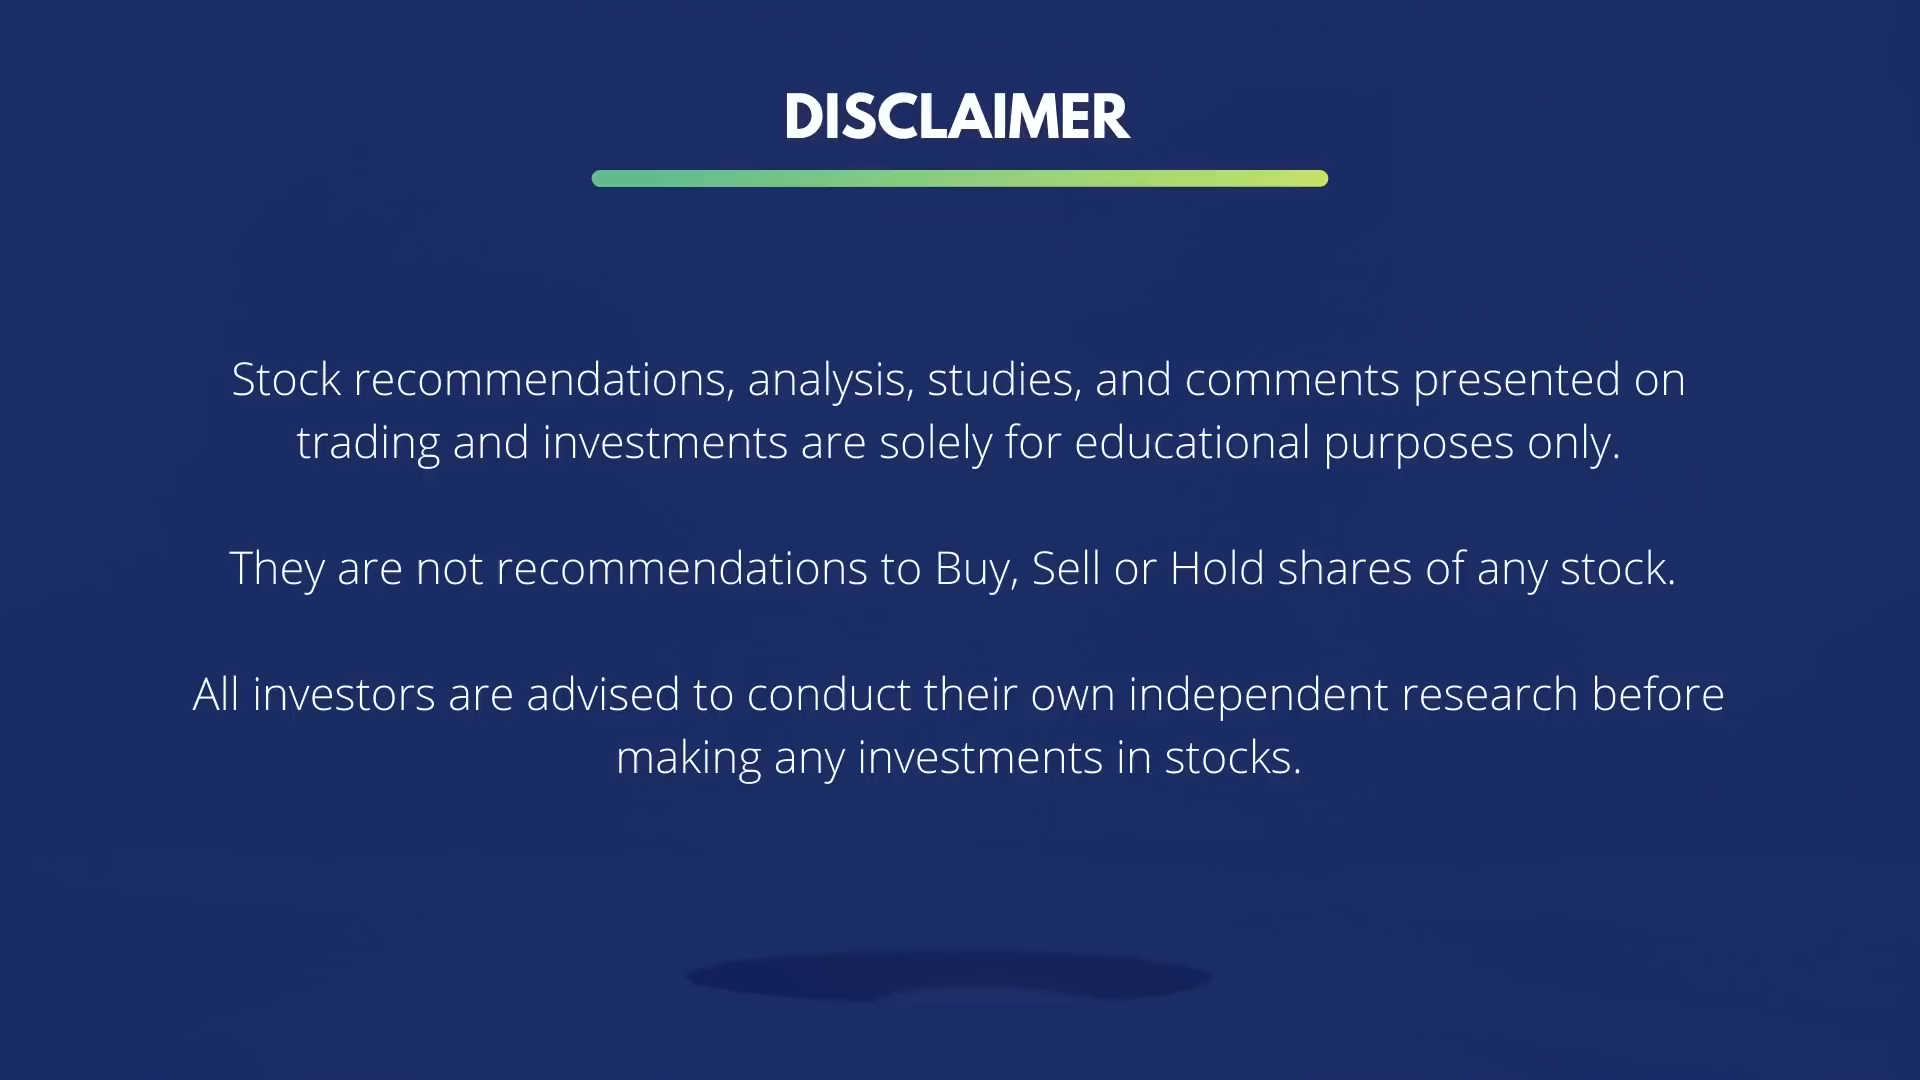 DISCLAIMER
Stock recommendations, analysis, studies, and comments presented on
trading and investments are solely for educational purposes only.
They are not recommendations to Buy, Sell or Hold shares of any stock.
All investors are advised to conduct their own independent research before
making any investments in stocks.